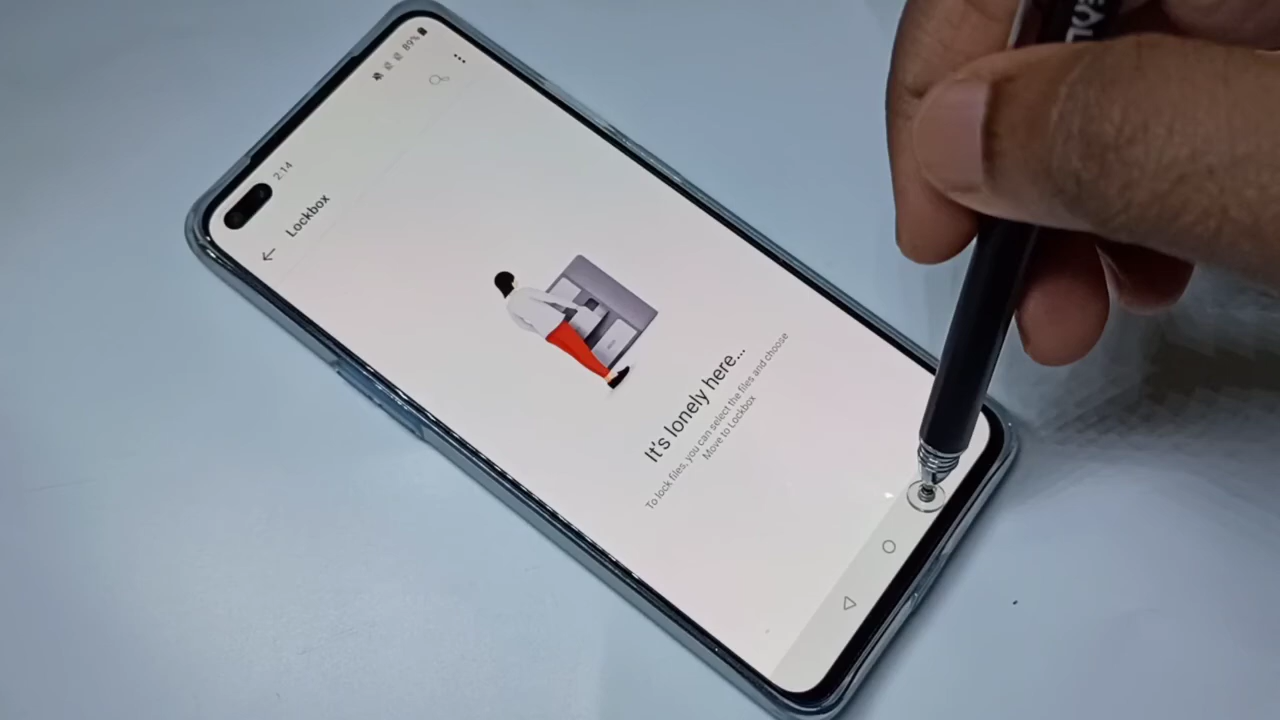 2:14
89%
Lockbox
It's lonely here...
To lock files, you can select the files and choose
Move to Lockbox